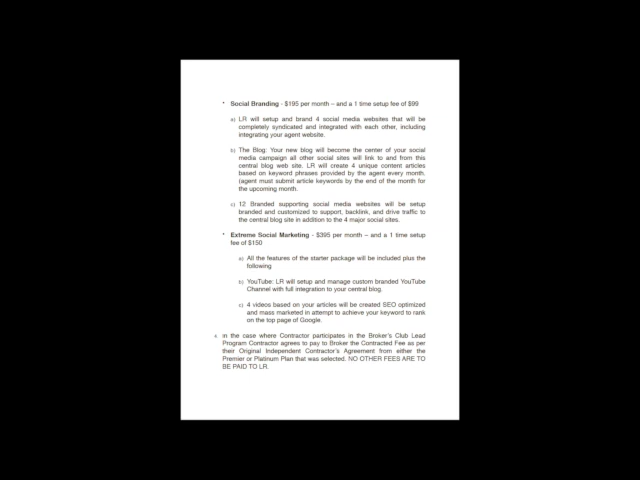 • Social Branding - $195 per month – and a 1 time setup fee of $99
a) LR will setup and brand 4 social media websites that will
be completely syndicated and integrated with each other, including
integrating your agent website.
b) The Blog: Your new blog will become the center of your social
media campaign all other social sites will link to and from this
central blog web site. LR will create 4 unique content articles
based on keyword phrases provided by the agent every month.
(agent must submit article keywords by the end of the month for
the upcoming month.
c) 12 Branded supporting social media websites will be setup
branded and customized to support, backlink, and drive traffic to
the central blog site in addition to the 4 major social sites.
• Extreme Social Marketing - $395 per month – and a 1 time setup
fee of $150
a) All the features of the starter package will be included plus the
following
b) YouTube: LR will setup and manage custom branded YouTube
Channel with full integration to your central blog.
c) 4 videos based on your articles will be created SEO optimized
and mass marketed in attempt to achieve your keyword to rank
on the top page of Google.
in the case where Contractor participates in the Broker's Club Lead
Program Contractor agrees to pay to Broker the Contracted Fee as per
their Original Independent Contractor's Agreement from either the
Premier or Platinum Plan that was selected. NO OTHER FEES ARE TO
BE PAID TO LR.